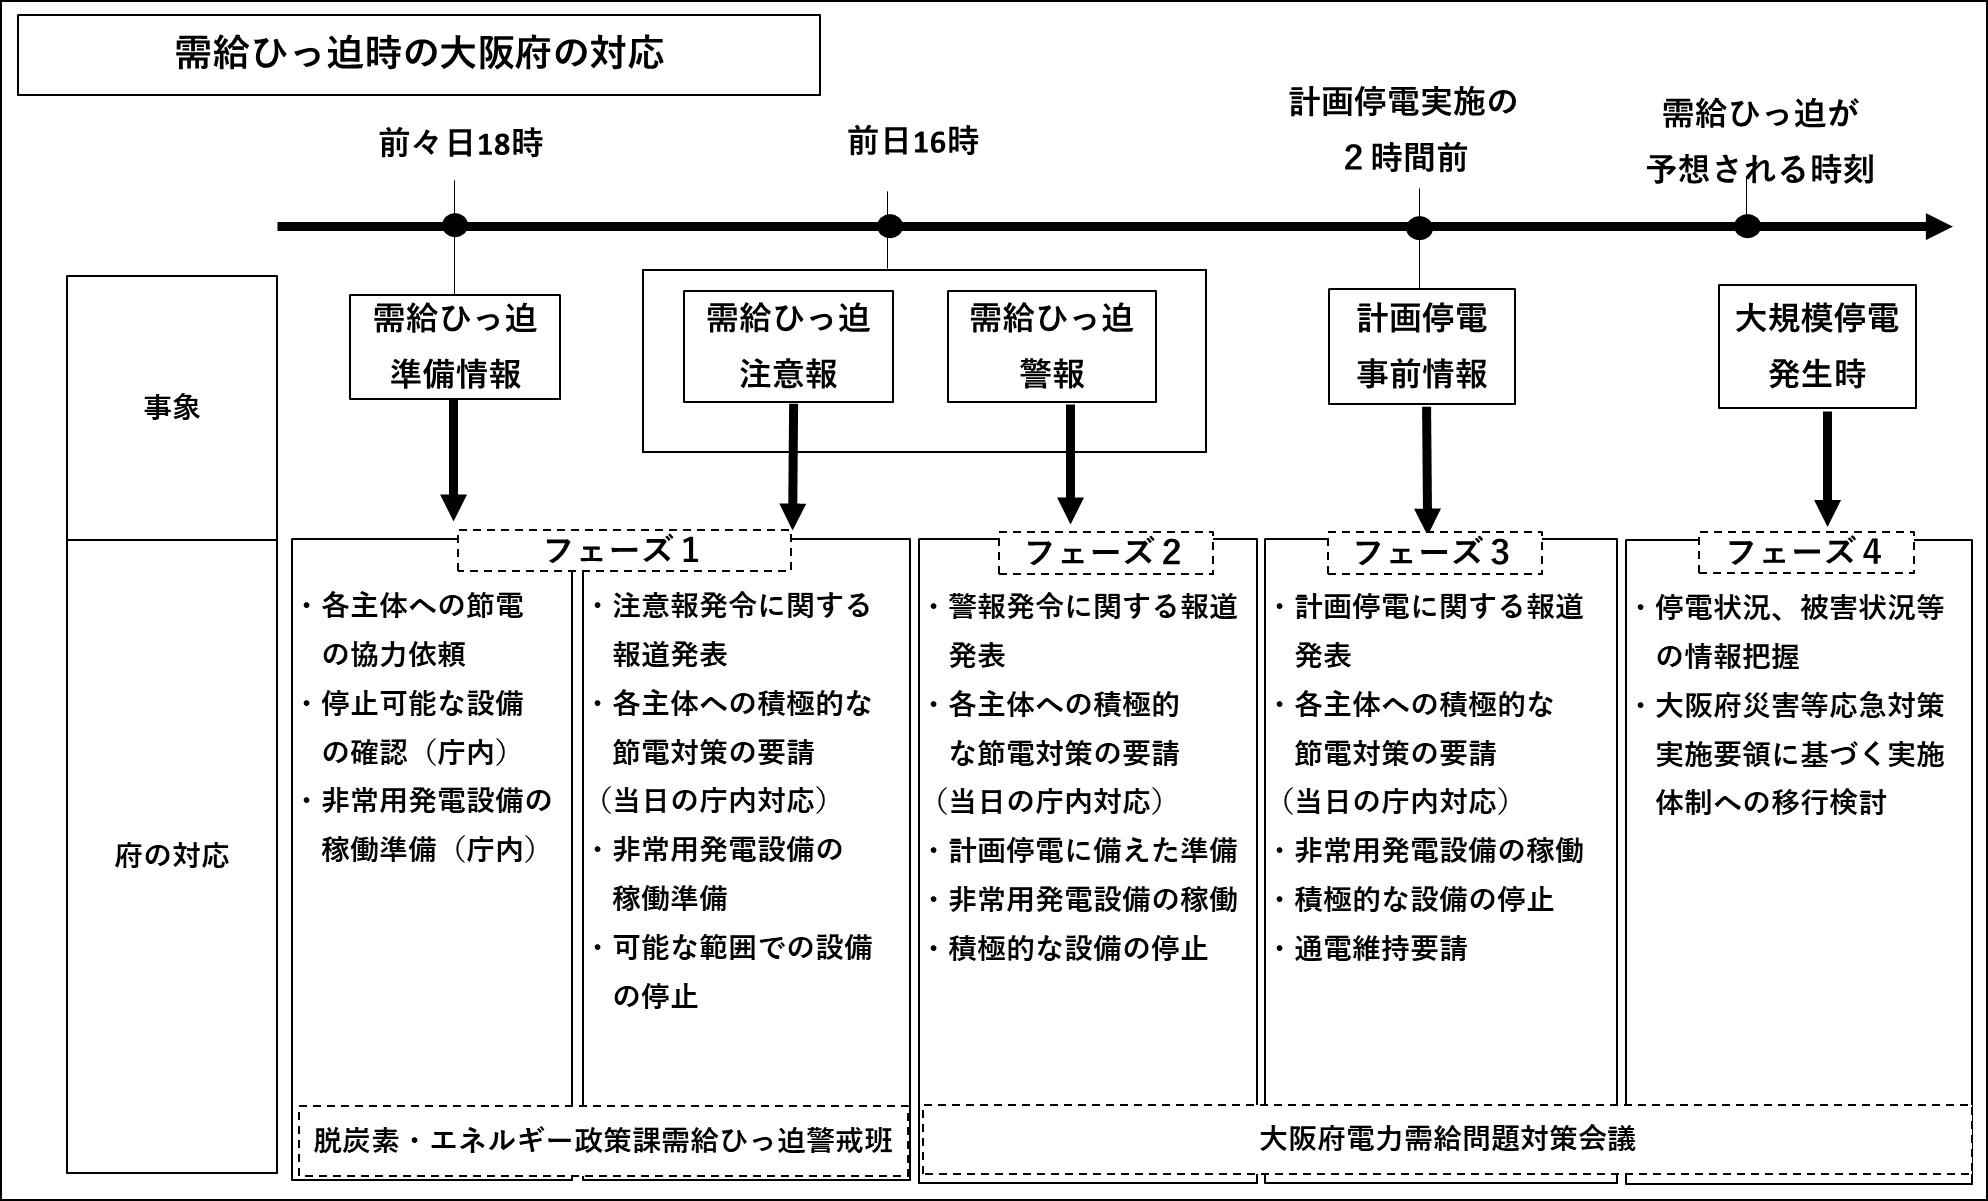 需給ひっ迫時の大阪府の対応
前々日18時
前日16時
計画停電実施の
２時間前
需給ひっ迫が
予想される時刻
事象
需給ひっ迫
準備情報
需給ひっ迫
注意報
需給ひっ迫
警報
計画停電
事前情報
大規模停電
発生時
府の対応
フェーズ１
・各主体への節電
の協力依頼
・停止可能な設備
の確認（庁内）
・非常用発電設備の
稼働準備（庁内）
・注意報発令に関する
報道発表
・各主体への積極的な
節電対策の要請
（当日の庁内対応）
・非常用発電設備の
稼働準備
・可能な範囲での設備
の停止
フェーズ２
・警報発令に関する報道
発表
・各主体への積極的
な節電対策の要請
（当日の庁内対応）
・計画停電に備えた準備
・非常用発電設備の稼働
・積極的な設備の停止
フェーズ３
・計画停電に関する報道
発表
・各主体への積極的な
節電対策の要請
（当日の庁内対応）
・非常用発電設備の稼働
・積極的な設備の停止
・通電維持要請
フェーズ４
・停電状況、被害状況等
の情報把握
・大阪府災害等応急対策
実施要領に基づく実施
体制への移行検討
脱炭素・エネルギー政策課需給ひっ迫警戒班
大阪府電力需給問題対策会議